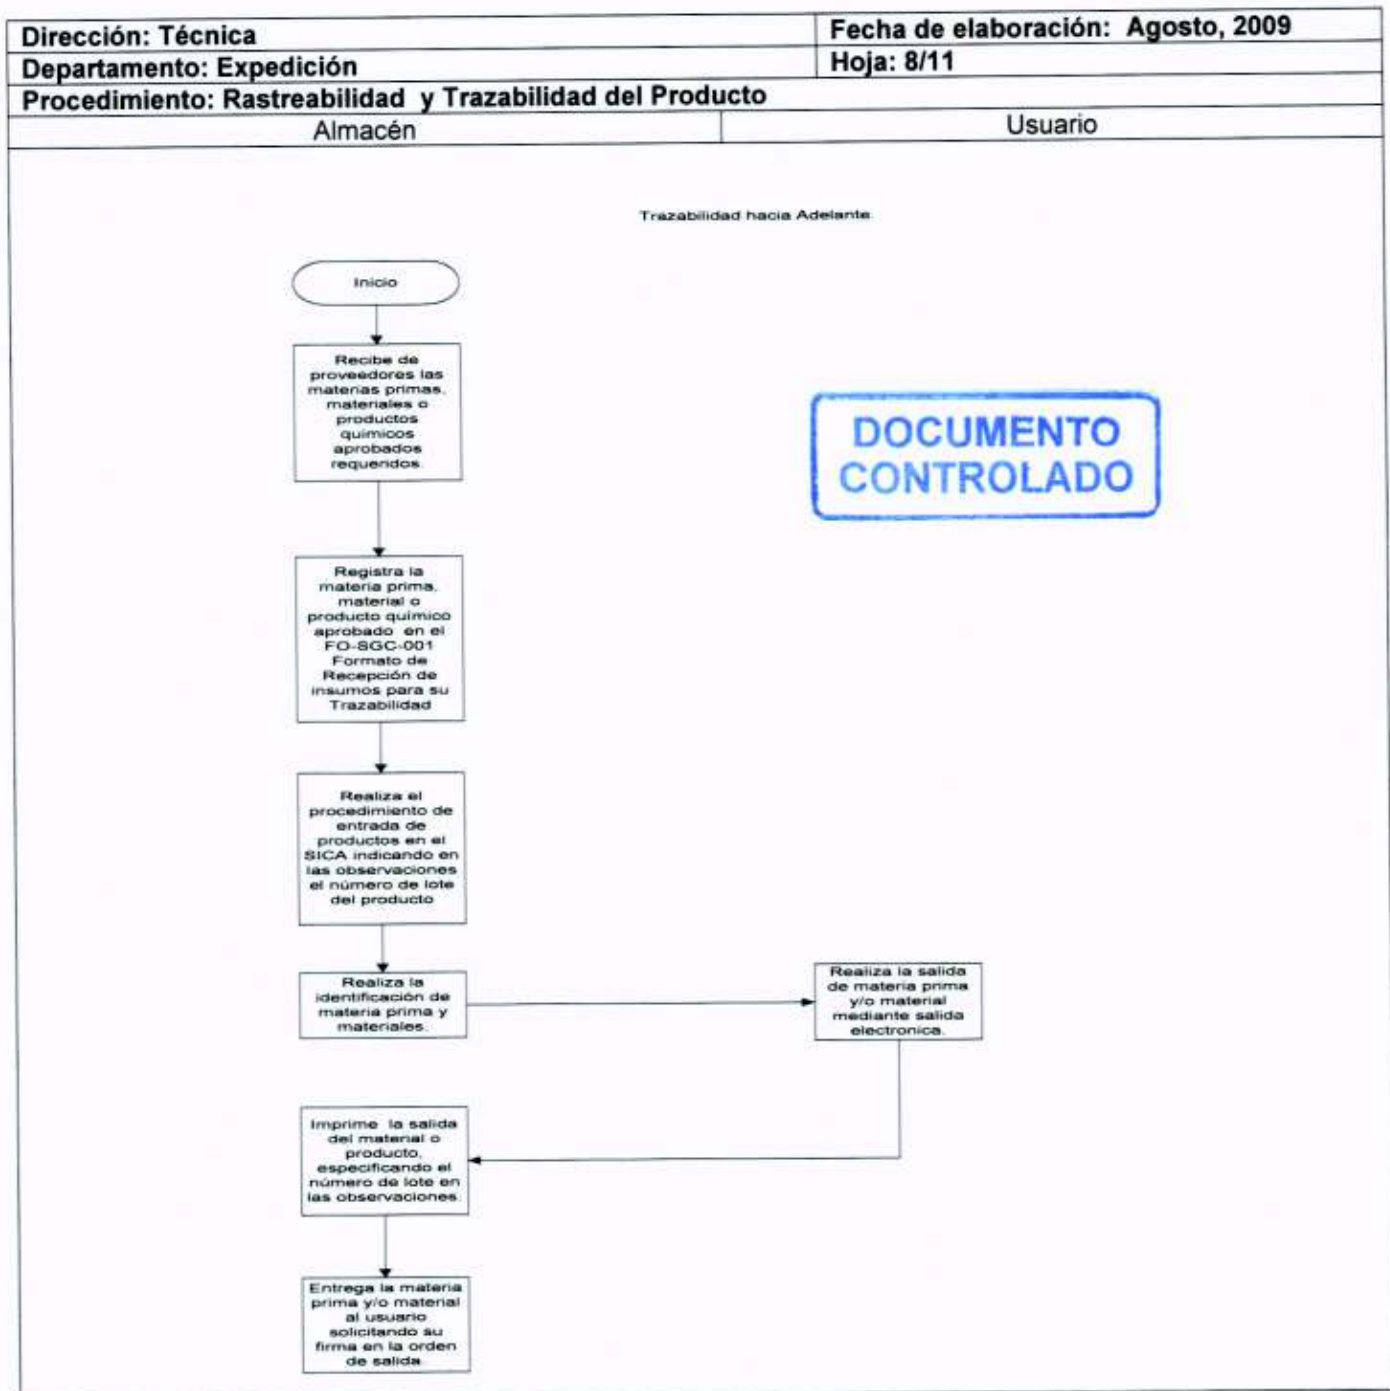 Dirección: Técnica
Fecha de elaboración: Agosto, 2009
Departamento: Expedición
Hoja: 8/11
Procedimiento: Rastreabilidad y Trazabilidad del Producto
Almacén
Usuario
Trazabilidad hacia Adelante.
Inicio
Recibe de
proveedores las
materias primas,
materiales o
productos
químicos
aprobados
requeridos.
DOCUMENTO
CONTROLADO
Registra la
materia prima,
material o
producto químico
aprobado en el
FO-SGC-001
Formato de
Recepción de
insumos para su
Trazabilidad
Realiza el
procedimiento de
entrada de
productos en el
SICA indicando en
las observaciones
el número de lote
del producto
Realiza la
identificación de
materia prima y
materiales.
Realiza la salida
de materia prima
y/o material
mediante salida
electronica.
Imprime la salida
del material o
producto,
especificando el
número de lote en
las observaciones.
Entrega la materia
prima y/o material
al usuario
solicitando su
firma en la orden
de salida.